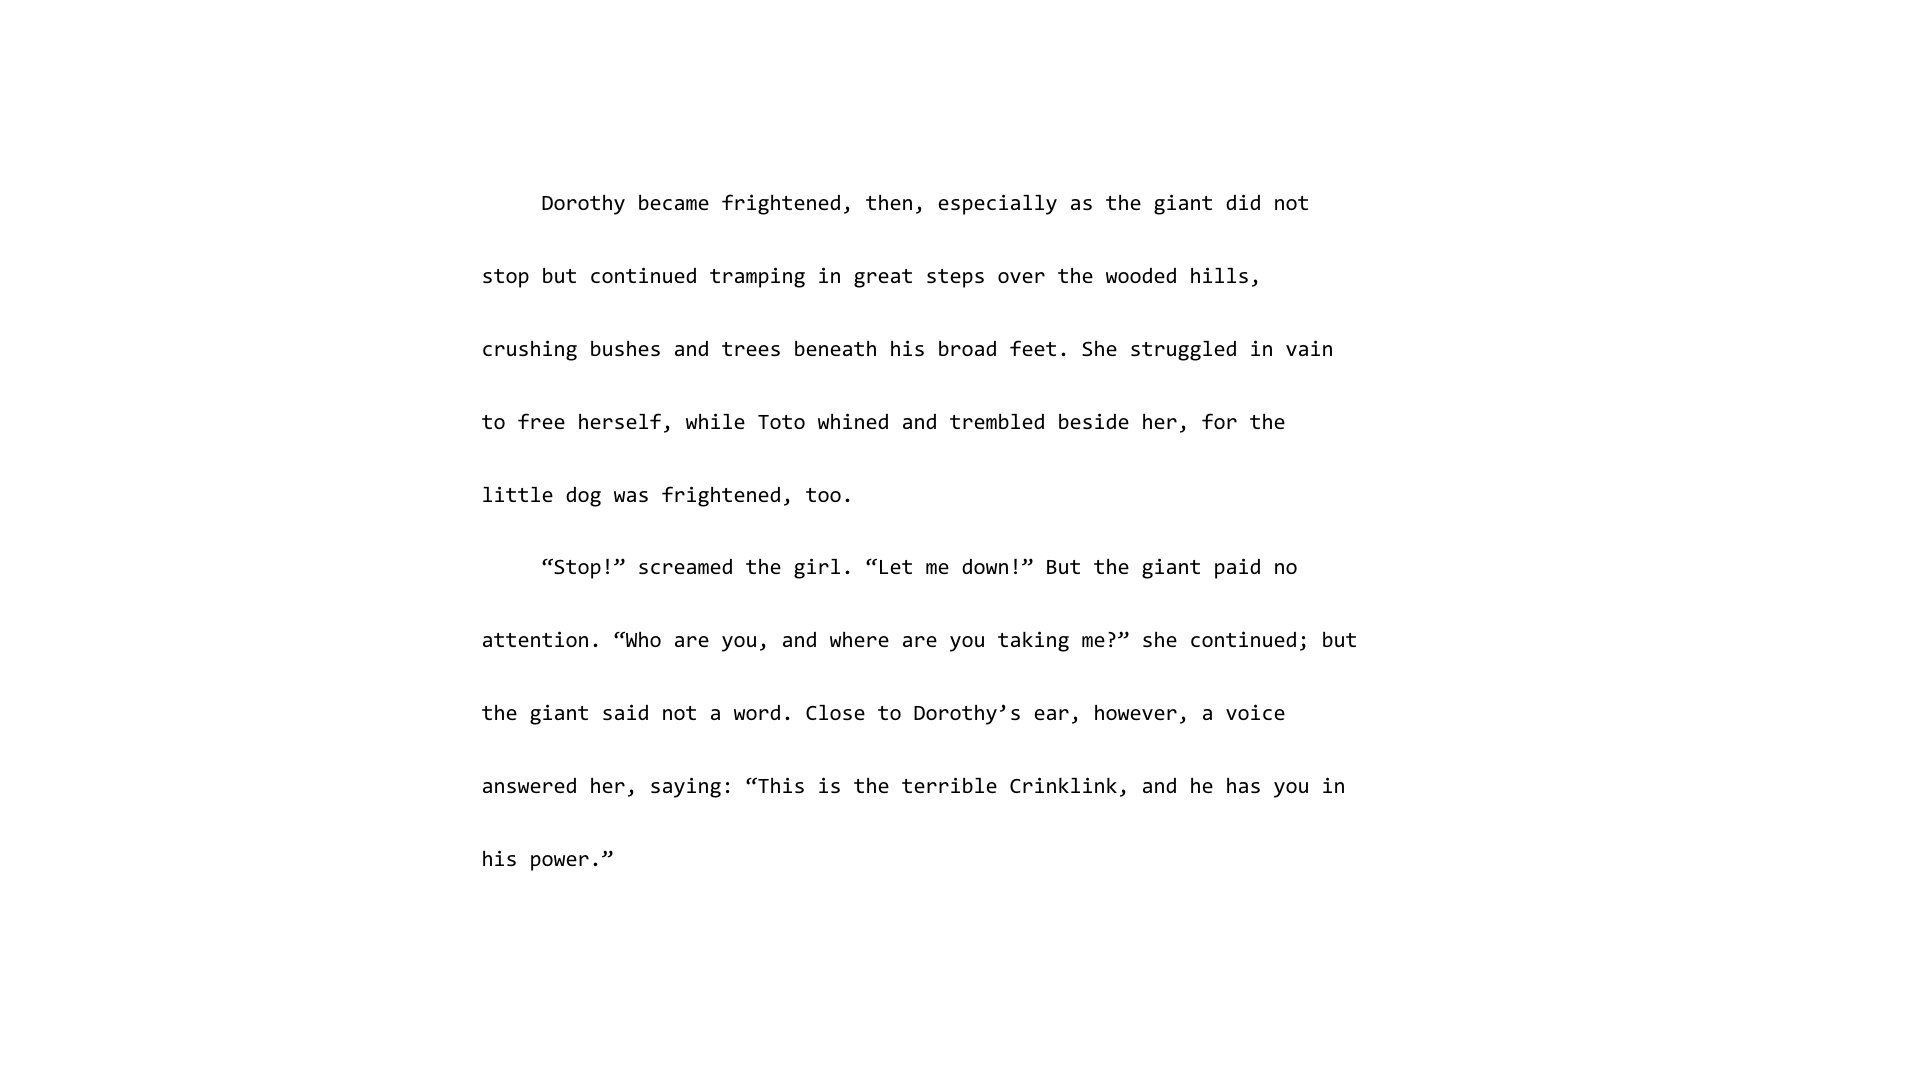 Dorothy became frightened, then, especially as the giant did not
stop but continued tramping in great steps over the wooded hills,
crushing bushes and trees beneath his broad feet. She struggled in vain
to free herself, while Toto whined and trembled beside her, for the
little dog was frightened, too.
“Stop!” screamed the girl. “Let me down!” But the giant paid no
attention. “Who are you, and where are you taking me?” she continued; but
the giant said not a word. Close to Dorothy’s ear, however, a voice
answered her, saying: “This is the terrible Crinklink, and he has you in
his power.”